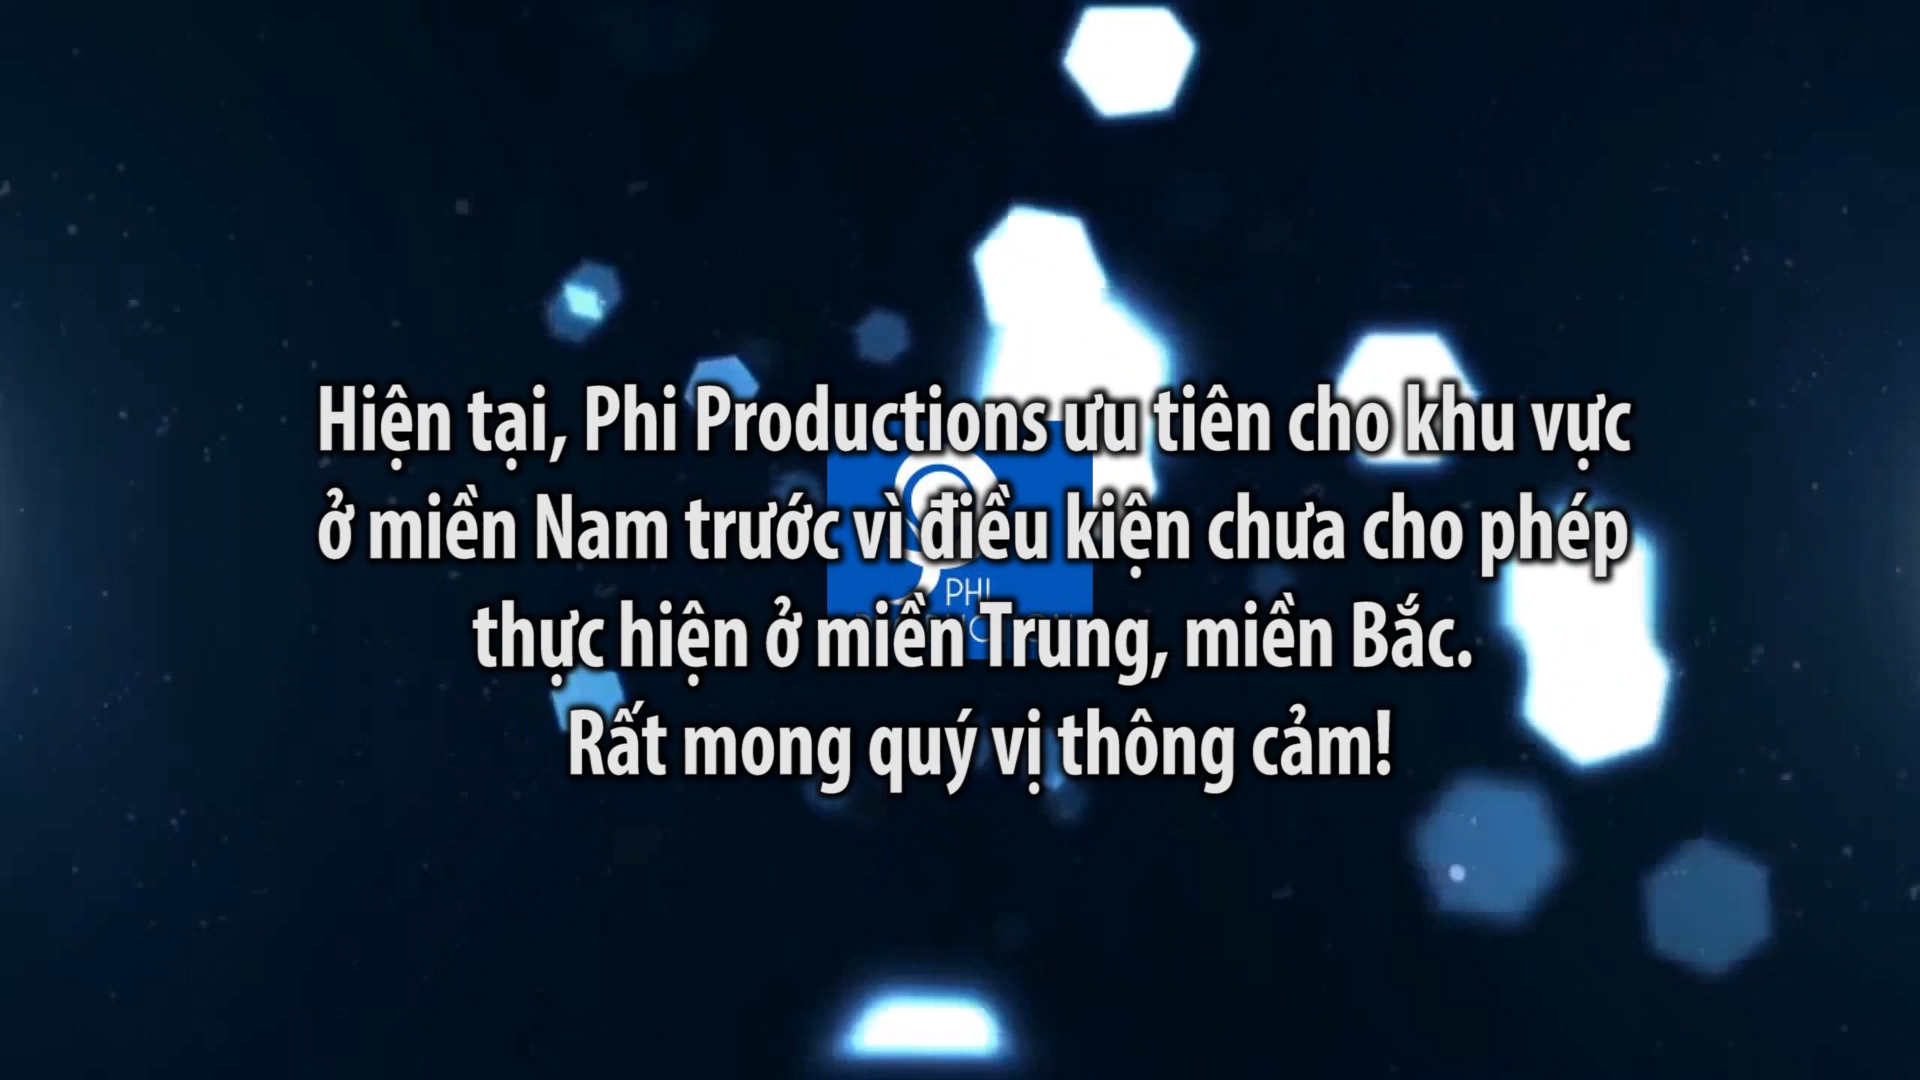 Hiện tại, Phi Productions ưu tiên cho khu vực
ở miền Nam trước vì điều kiện chưa cho phép
PHI
thực hiện ở miền Trung, miền Bắc.
Rất mong quý vị thông cảm!